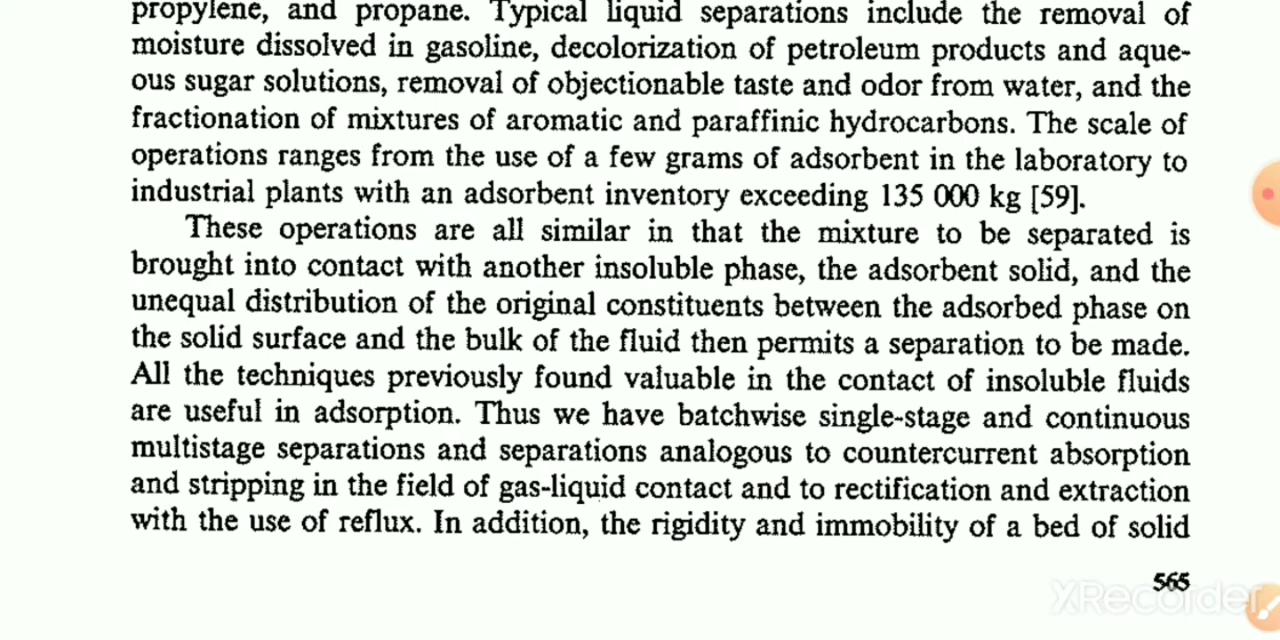 propylene, and propane. Typical liquid separations include the removal of
moisture dissolved in gasoline, decolorization of petroleum products and aque-
ous sugar solutions, removal of objectionable taste and odor from water, and the
fractionation of mixtures of aromatic and paraffinic hydrocarbons. The scale of
operations ranges from the use of a few grams of adsorbent in the laboratory to
industrial plants with an adsorbent inventory exceeding 135 000 kg [59].
These operations are all similar in that the mixture to be separated is
brought into contact with another insoluble phase, the adsorbent solid, and the
unequal distribution of the original constituents between the adsorbed phase on
the solid surface and the bulk of the fluid then permits a separation to be made.
All the techniques previously found valuable in the contact of insoluble fluids
are useful in adsorption. Thus we have batchwise single-stage and continuous
multistage separations and separations analogous to countercurrent absorption
and stripping in the field of gas-liquid contact and to rectification and extraction
with the use of reflux. In addition, the rigidity and immobility of a bed of solid
565
XRecorder